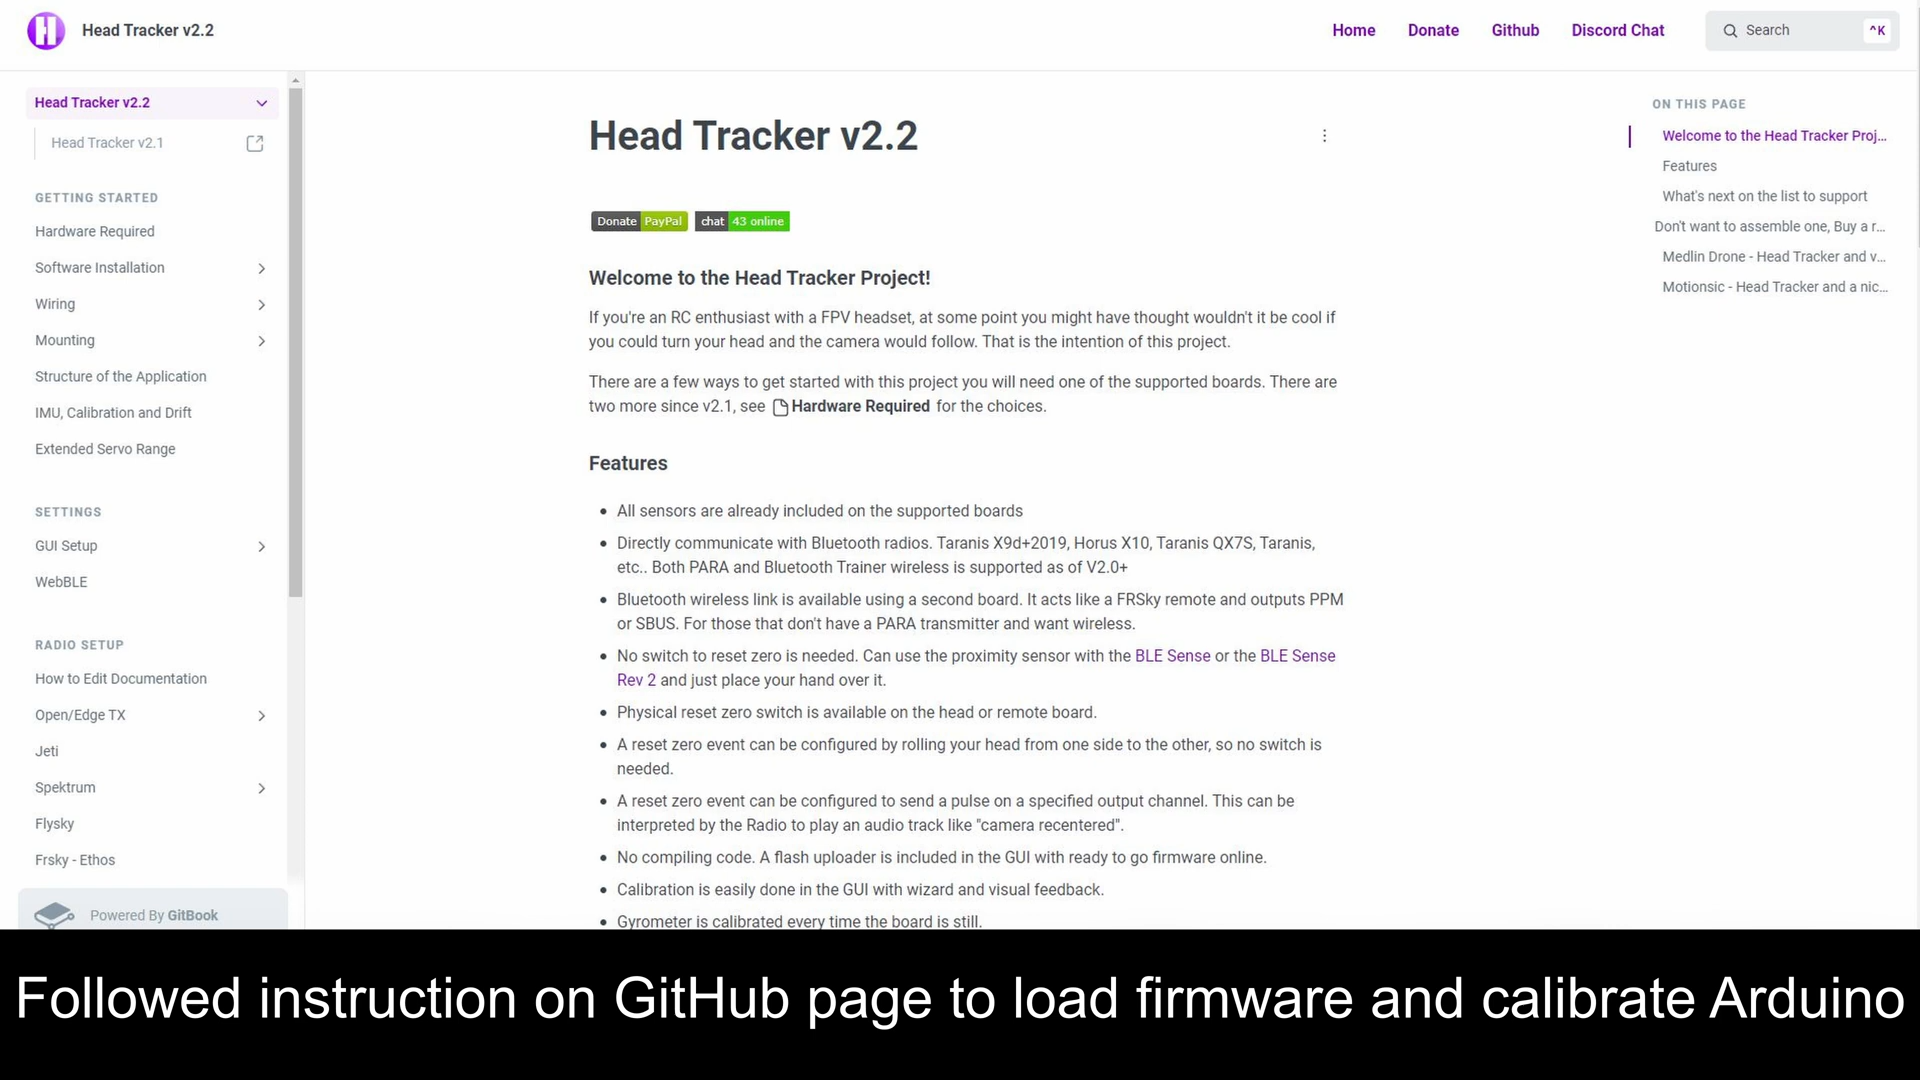 Head Tracker v2.2
Home
Donate
Github
Discord Chat
Search
^K
Head Tracker v2.2
Head Tracker v2.1
GETTING STARTED
Hardware Required
Software Installation
Wiring
Mounting
Structure of the Application
IMU, Calibration and Drift
Extended Servo Range
SETTINGS
GUI Setup
WebBLE
RADIO SETUP
How to Edit Documentation
Open/Edge TX
Jeti
Spektrum
Flysky
Frsky - Ethos
Powered By GitBook
Head Tracker v2.2
Donate PayPal chat 43 online
Welcome to the Head Tracker Project!
If you're an RC enthusiast with a FPV headset, at some point you might have thought wouldn't it be cool if
you could turn your head and the camera would follow. That is the intention of this project.
There are a few ways to get started with this project you will need one of the supported boards. There are
two more since v2.1, see Hardware Required for the choices.
Features
All sensors are already included on the supported boards
Directly communicate with Bluetooth radios. Taranis X9d+2019, Horus X10, Taranis QX7S, Taranis,
etc.. Both PARA and Bluetooth Trainer wireless is supported as of V2.0+
Bluetooth wireless link is available using a second board. It acts like a FRSky remote and outputs PPM
or SBUS. For those that don't have a PARA transmitter and want wireless.
No switch to reset zero is needed. Can use the proximity sensor with the BLE Sense or the BLE Sense
Rev 2 and just place your hand over it.
Physical reset zero switch is available on the head or remote board.
A reset zero event can be configured by rolling your head from one side to the other, so no switch is
needed.
A reset zero event can be configured to send a pulse on a specified output channel. This can be
interpreted by the Radio to play an audio track like "camera recentered".
No compiling code. A flash uploader is included in the GUI with ready to go firmware online.
Calibration is easily done in the GUI with wizard and visual feedback.
Gyrometer is calibrated every time the board is still.
ON THIS PAGE
Welcome to the Head Tracker Proj...
Features
What's next on the list to support
Don't want to assemble one, Buy a r...
Medlin Drone - Head Tracker and v...
Motionsic - Head Tracker and a nic...
Followed instruction on GitHub page to load firmware and calibrate Arduino